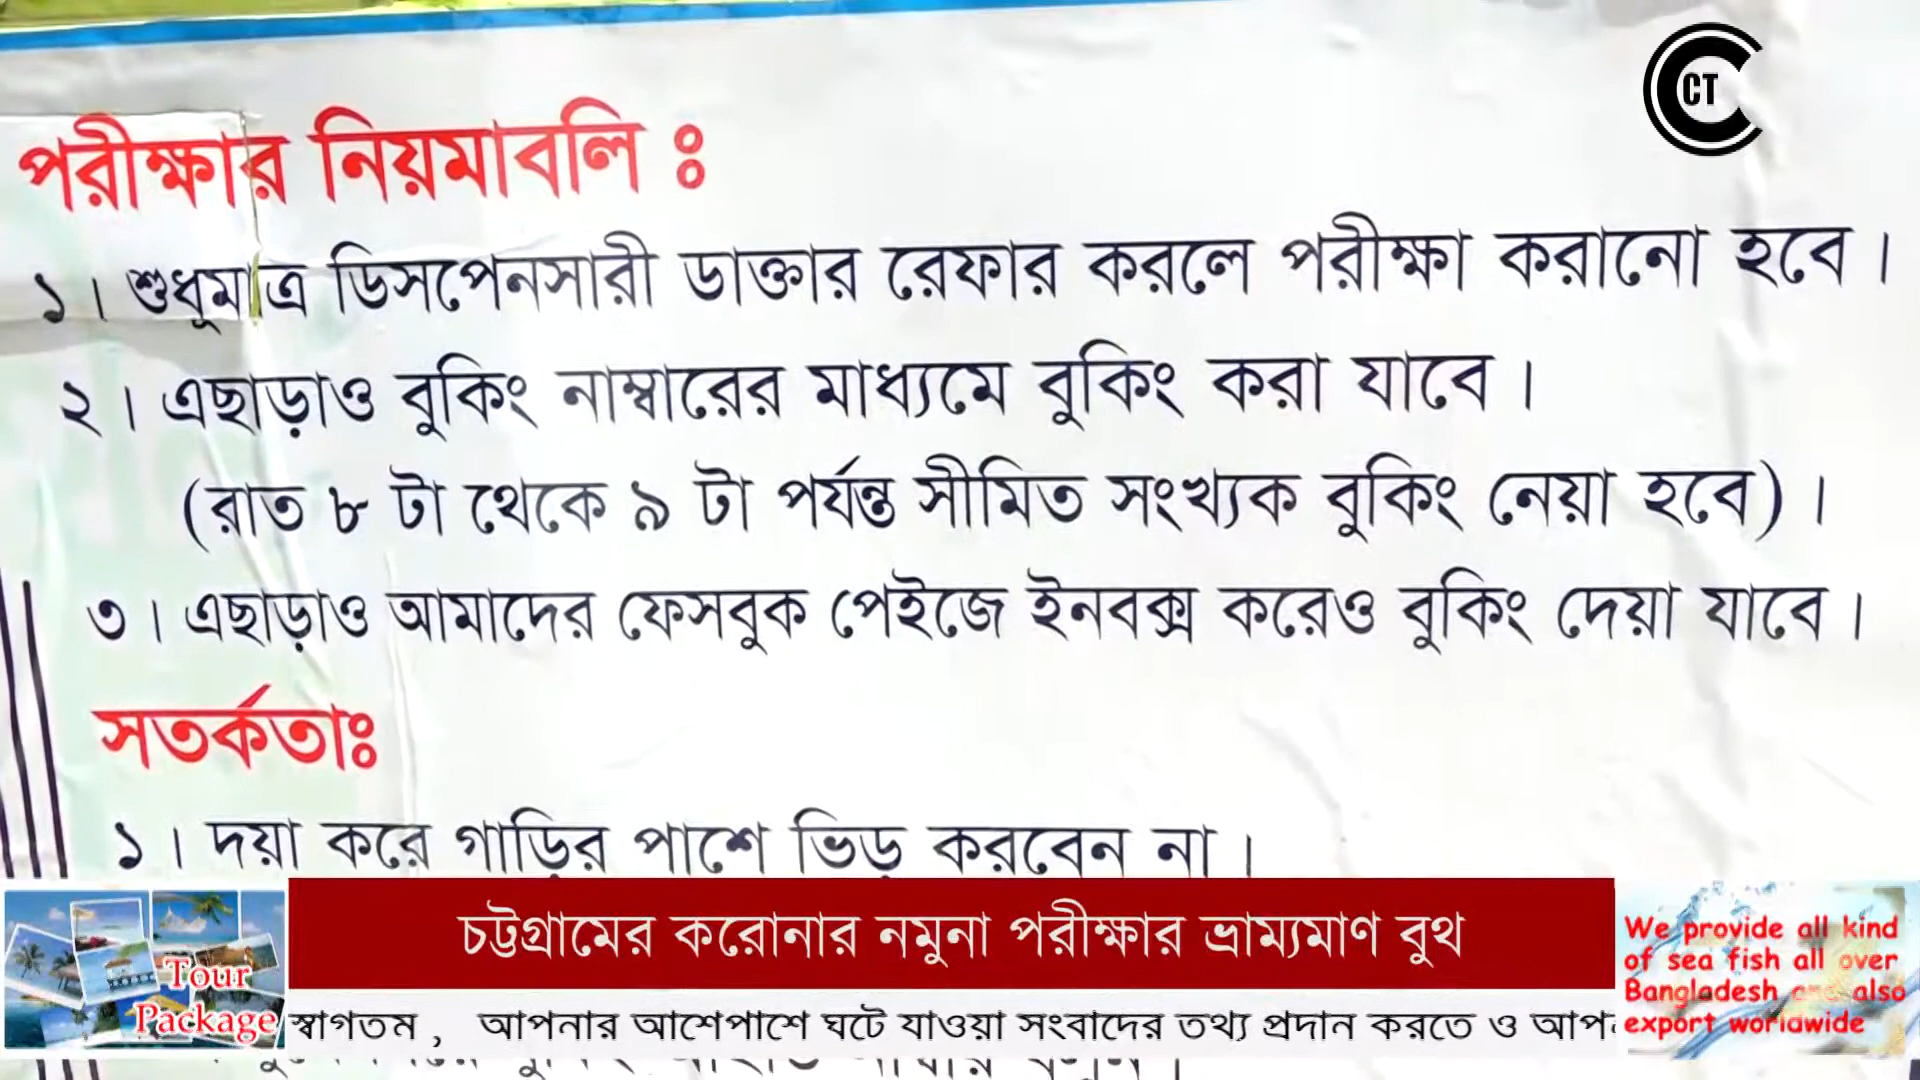 CT
পরীক্ষার নিয়মাবলি ঃ
১। শুধুমাত্র ডিসপেনসারী ডাক্তার রেফার করলে পরীক্ষা করানো হবে।
২। এছাড়াও বুকিং নাম্বারের মাধ্যমে বুকিং করা যাবে।
(রাত ৮ টা থেকে ৯ টা পর্যন্ত সীমিত সংখ্যক বুকিং নেয়া হবে)।
৩। এছাড়াও আমাদের ফেসবুক পেইজে ইনবক্স করেও বুকিং দেয়া যাবে।
সতর্কতাঃ
১। দয়া করে গাড়ির পাশে ভিড় করবেন না।
চট্টগ্রামের করোনার নমুনা পরীক্ষার ভ্রাম্যমাণ বুথ
Tour
Package
স্বাগতম , আপনার আশেপাশে ঘটে যাওয়া সংবাদের তথ্য প্রদান করতে ও
We provide all kind
of sea fish all over
Bangladesh and also
export worldwide